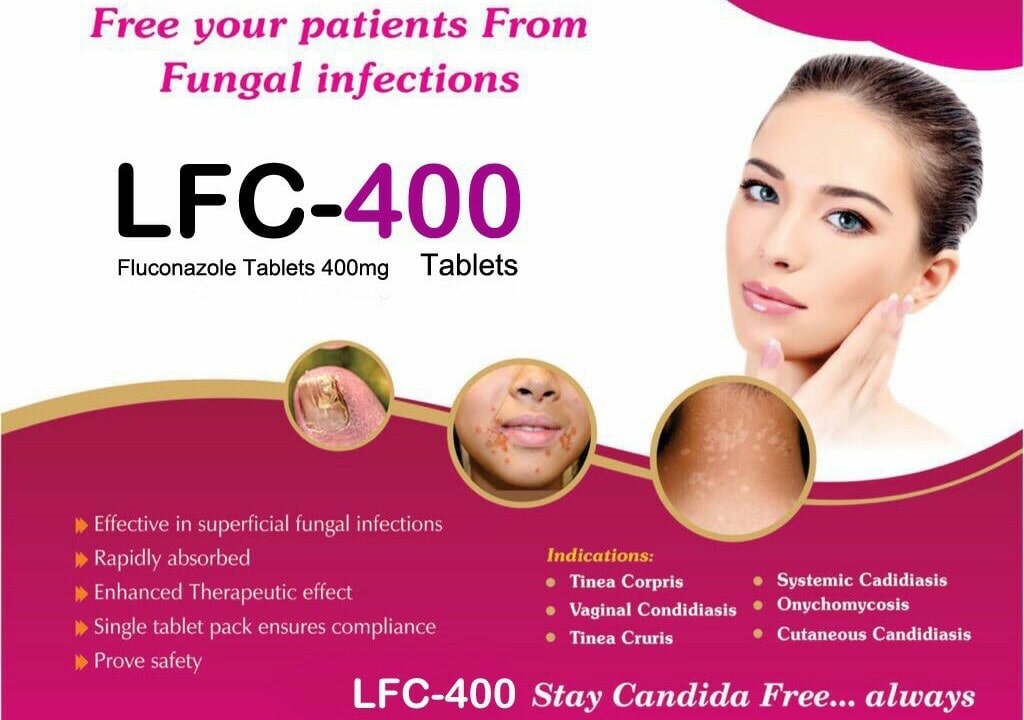 Free your patients From
Fungal infections
LFC-400
Fluconazole Tablets 400mg Tablets
Effective in superficial fungal infections
Rapidly absorbed
Enhanced Therapeutic effect
Single tablet pack ensures compliance
Prove safety
Indications:
Tinea Corpris
Vaginal Condidiasis
Tinea Cruris
Systemic Cadidiasis
Onychomycosis
Cutaneous Candidiasis
LFC-400 Stay Candida Free... always